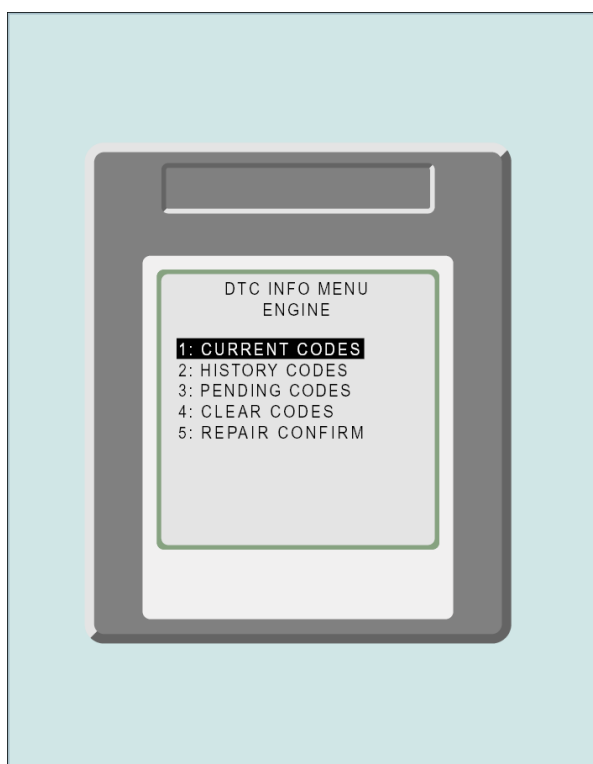 DTC INFO MENU
ENGINE
1: CURRENT CODES
2: HISTORY CODES
3: PENDING CODES
4: CLEAR CODES
5: REPAIR CONFIRM